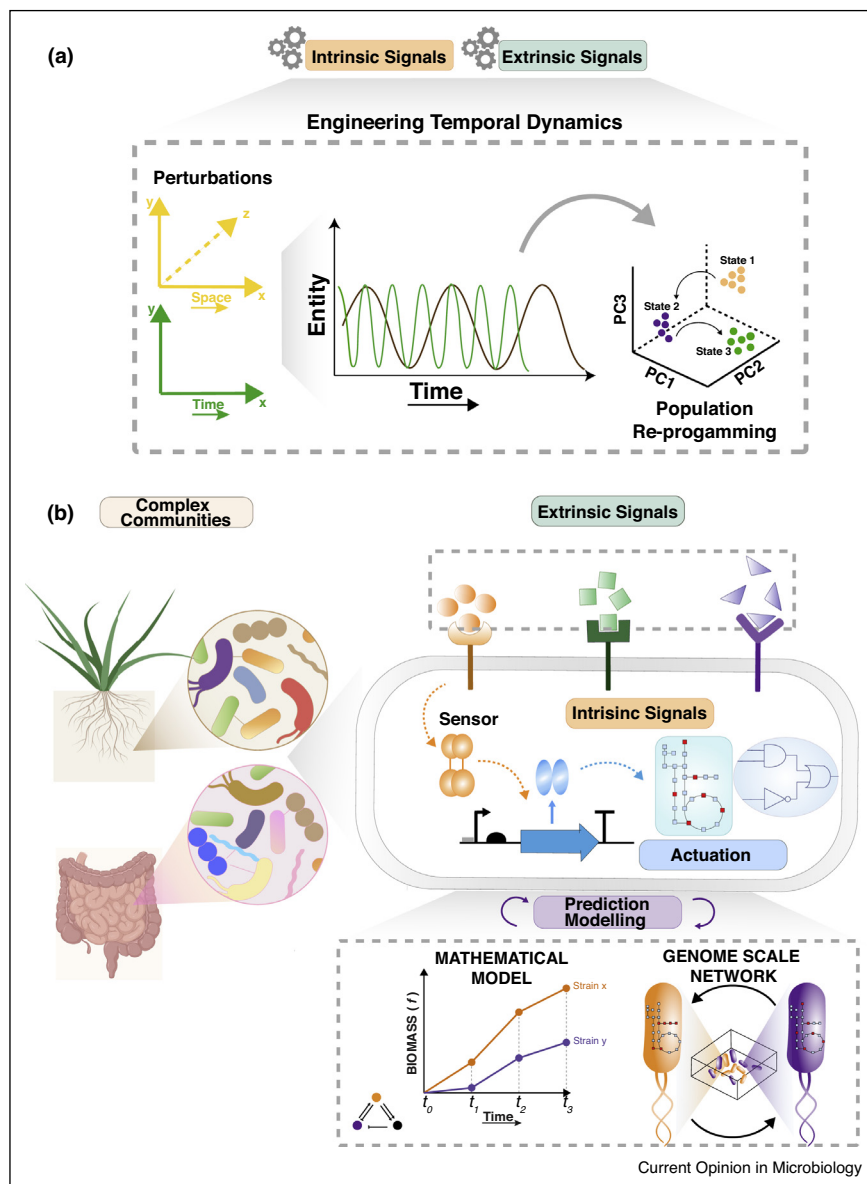 (a)
Intrinsic Signals
Extrinsic Signals
Engineering Temporal Dynamics
Perturbations
y
z
x
Space
y
x
Time
Entity
Time
State 1
State 2
State 3
PC3
PC1
PC2
Population
Re-progamming
(b)
Complex
Communities
Extrinsic Signals
Sensor
Intrisinc Signals
Actuation
Prediction
Modelling
MATHEMATICAL
MODEL
BIOMASS (f)
Strain x
Strain y
t0
t1
t2
t3
Time
GENOME SCALE
NETWORK
Current Opinion in Microbiology